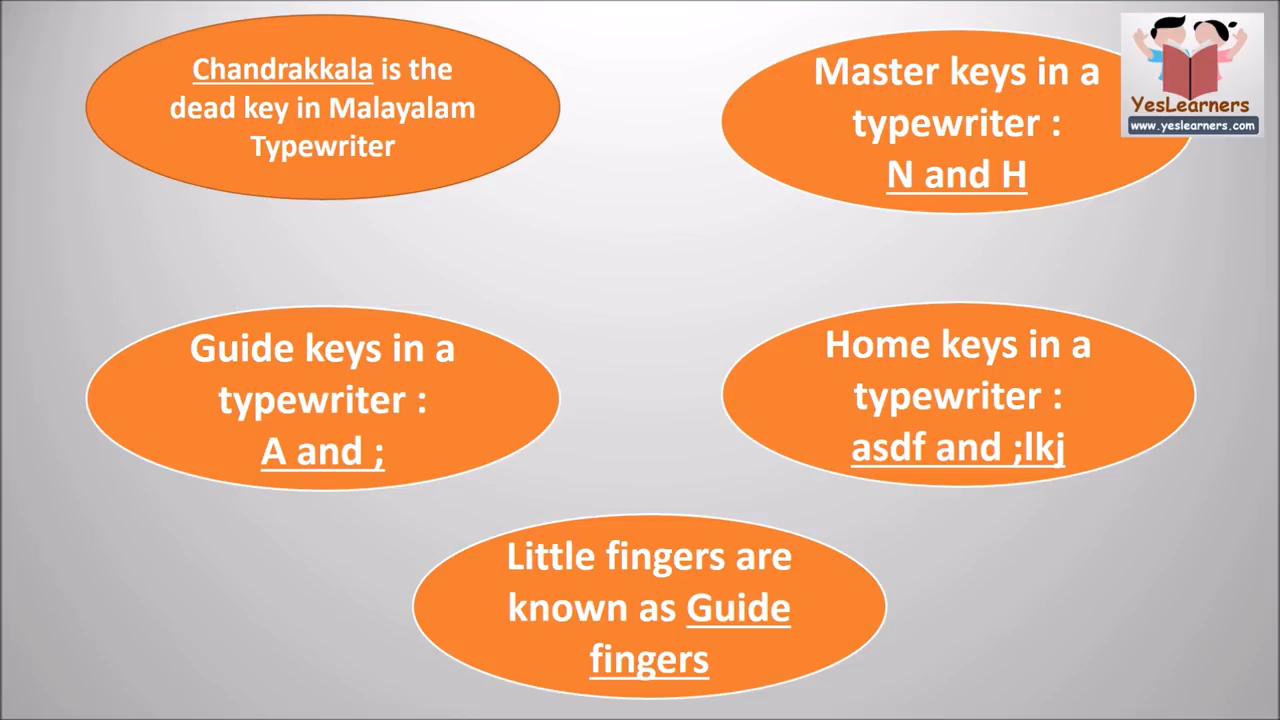 Chandrakkala is the
dead key in Malayalam
Typewriter
Master keys in a
typewriter :
N and H
YesLearners
www.yeslearners.com
Guide keys in a
typewriter :
A and ;
Home keys in a
typewriter :
asdf and ;lkj
Little fingers are
known as Guide
fingers